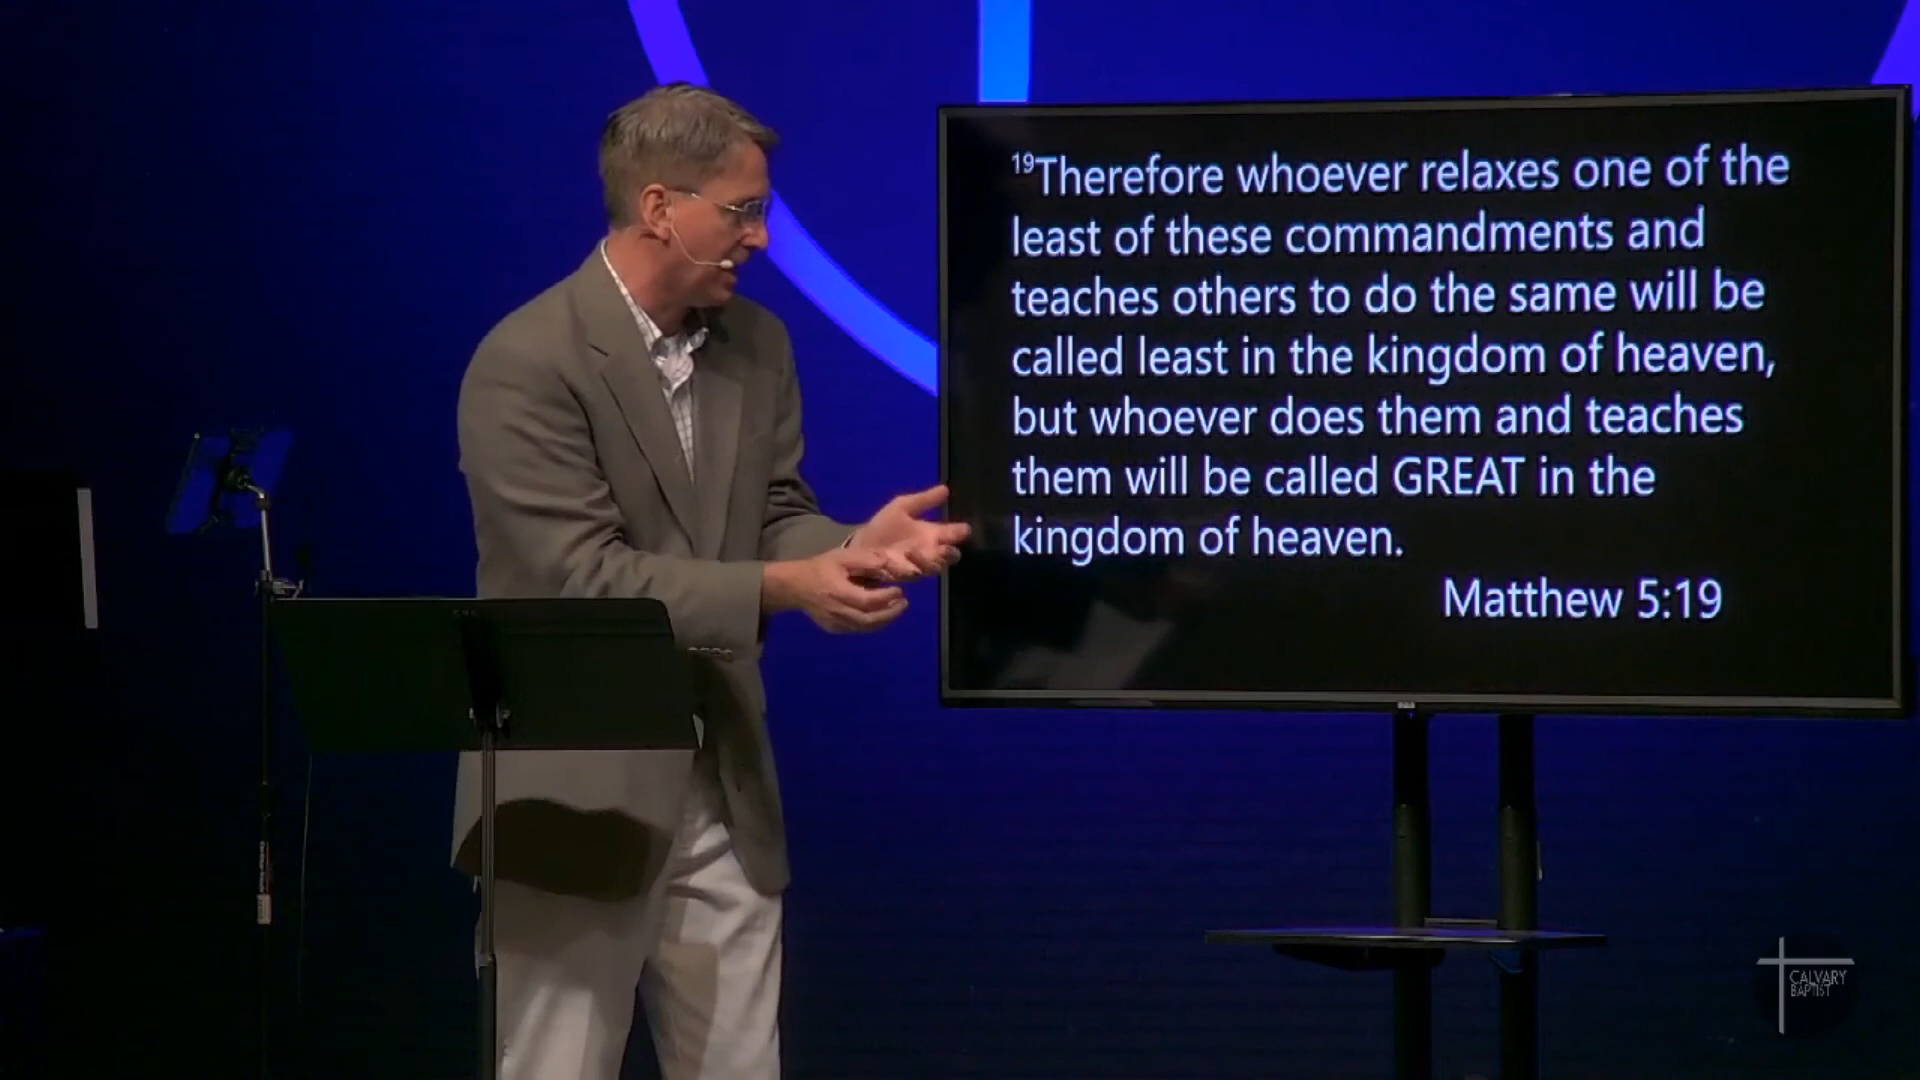 19Therefore whoever relaxes one of the
least of these commandments and
teaches others to do the same will be
called least in the kingdom of heaven,
but whoever does them and teaches
them will be called GREAT in the
kingdom of heaven.
Matthew 5:19
CALVARY
BAPTIST